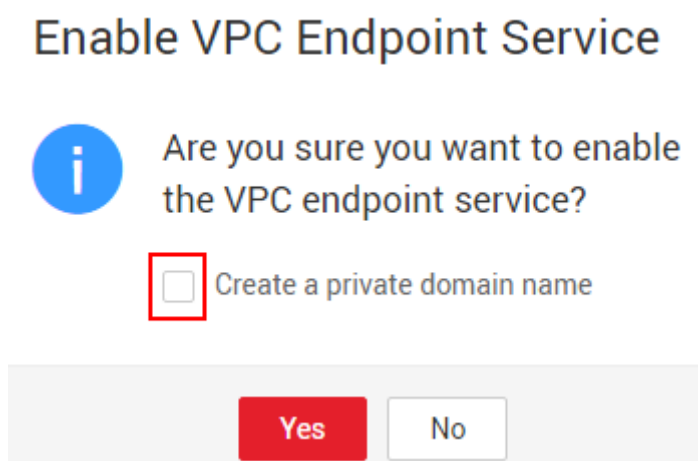 Enable VPC Endpoint Service
Are you sure you want to enable
the VPC endpoint service?
Create a private domain name
Yes
No